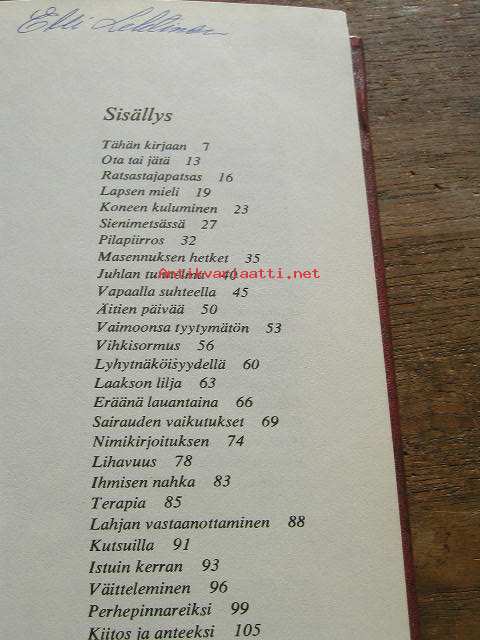 Sisällys
Tähän kirjaan 7
Ota tai jätä 13
Ratsastajapatsas 16
Lapsen mieli 19
Koneen kuluminen 23
Sienimetsässä 27
Pilapiirros 32
Masennuksen hetket 35
Juhlan tunnelma 40
Antikvariaatti.net
Vapaalla suhteella 45
Äitien päivää 50
Vaimoonsa tyytymätön 53
Vihkisormus 56
Lyhytnäköisyydellä 60
Laakson lilja 63
Eräänä lauantaina 66
Sairauden vaikutukset 69
Nimikirjoituksen 74
Lihavuus 78
Ihmisen nahka 83
Terapia 85
Lahjan vastaanottaminen 88
Kutsuilla 91
Istuin kerran 93
Väitteleminen 96
Perhepinnareiksi 99
Kiitos ja anteeksi 105